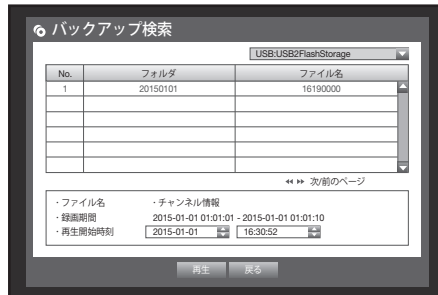 バックアップ検索
USB:USB2FlashStorage
No. フォルダ ファイル名
1 20150101 16190000
次/前のページ
・ファイル名 ・チャンネル情報
・録画期間 2015-01-01 01:01:01 - 2015-01-01 01:01:10
・再生開始時刻 2015-01-01 16:30:52
再生 戻る